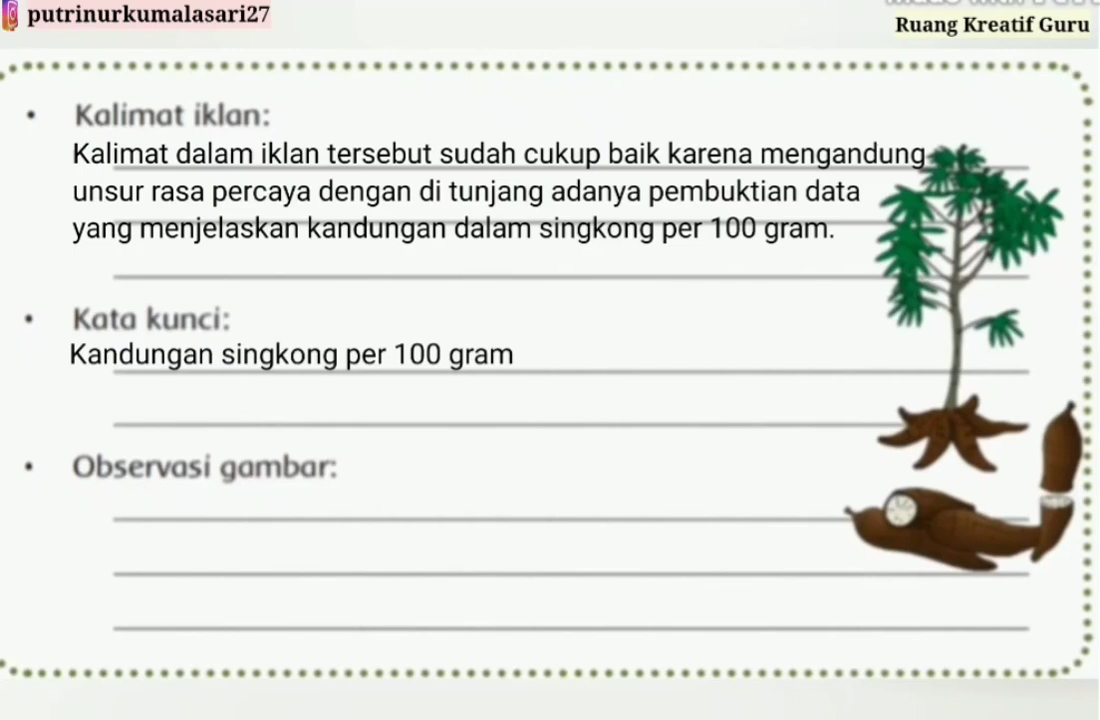 putrinurkumalasari27
Ruang Kreatif Guru
• Kalimat iklan:
Kalimat dalam iklan tersebut sudah cukup baik karena mengandung
unsur rasa percaya dengan di tunjang adanya pembuktian data
yang menjelaskan kandungan dalam singkong per 100 gram.
• Kata kunci:
Kandungan singkong per 100 gram
• Observasi gambar: